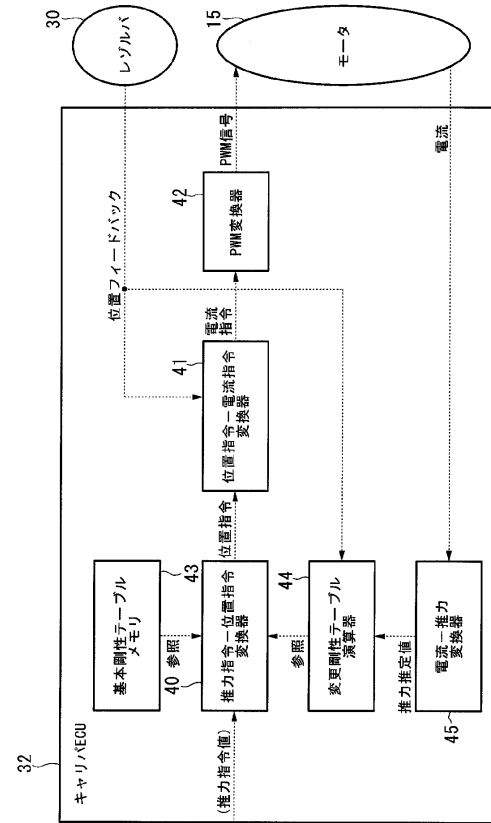 32
キャリパECU
(推力指令値)
基本剛性テーブル
メモリ
43
参照
40
推力指令－位置指令
変換器
位置指令
参照
44
変更剛性テーブル
演算器
推力推定値
電流－推力
変換器
45
41
位置指令－電流指令
変換器
電流
指令
位置フィードバック
42
PWM変換器
PWM信号
電流
30
レゾルバ
15
モータ